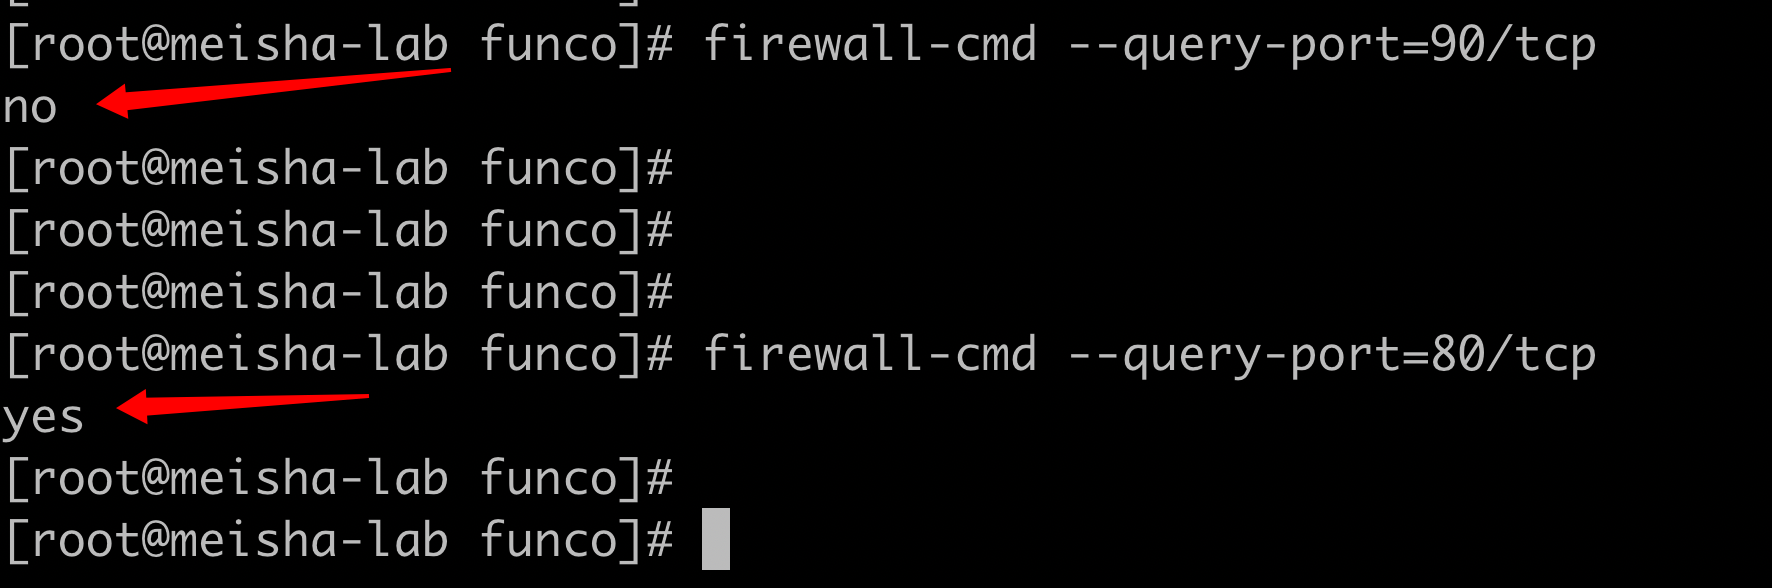 [root@meisha-lab funco]# firewall-cmd --query-port=90/tcp
no
[root@meisha-lab funco]#
[root@meisha-lab funco]#
[root@meisha-lab funco]#
[root@meisha-lab funco]# firewall-cmd --query-port=80/tcp
yes
[root@meisha-lab funco]#
[root@meisha-lab funco]#